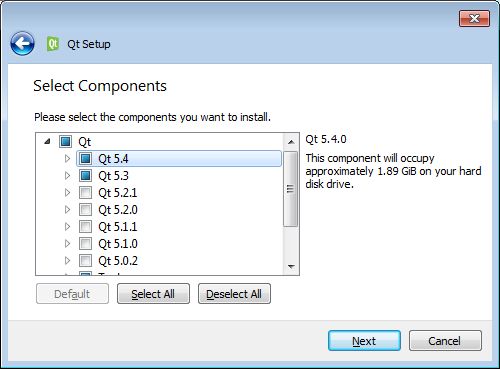 Qt Setup
Select Components
Please select the components you want to install.
Qt
Qt 5.4
Qt 5.3
Qt 5.2.1
Qt 5.2.0
Qt 5.1.1
Qt 5.1.0
Qt 5.0.2
Qt 5.4.0
This component will occupy
approximately 1.89 GiB on your hard
disk drive.
Default
Select All
Deselect All
Next
Cancel